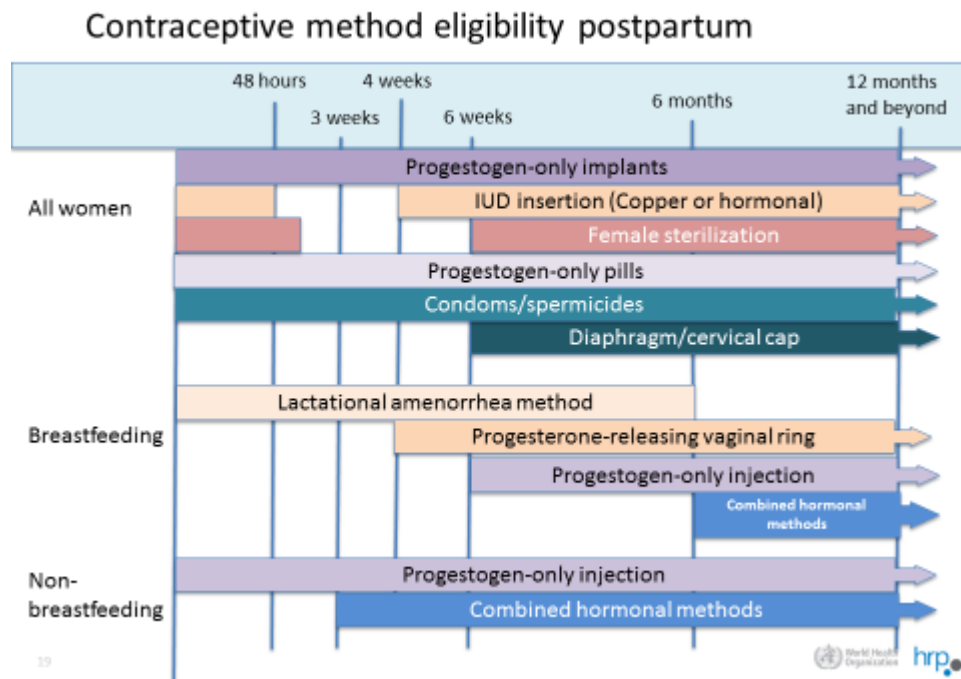 Contraceptive method eligibility postpartum
48 hours
4 weeks
3 weeks
6 weeks
6 months
12 months
and beyond
All women
Progestogen-only implants
IUD insertion (Copper or hormonal)
Female sterilization
Progestogen-only pills
Condoms/spermicides
Diaphragm/cervical cap
Breastfeeding
Lactational amenorrhea method
Progesterone-releasing vaginal ring
Progestogen-only injection
Combined hormonal
methods
Non-
breastfeeding
Progestogen-only injection
Combined hormonal methods
19
World Health
Organization
hrp